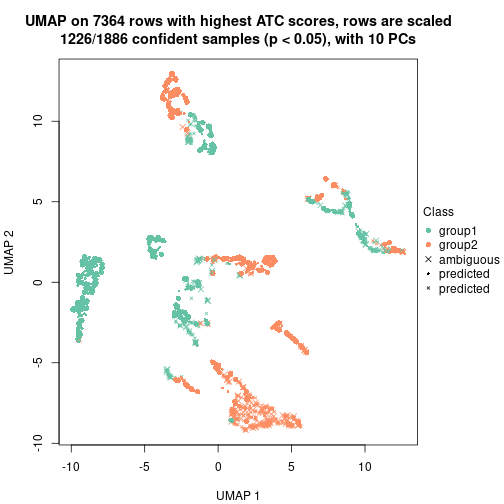 UMAP on 7364 rows with highest ATC scores, rows are scaled
1226/1886 confident samples (p < 0.05), with 10 PCs
10
5
0
-5
-10
UMAP 2
-10
-5
0
5
10
UMAP 1
Class
group1
group2
ambiguous
predicted
predicted